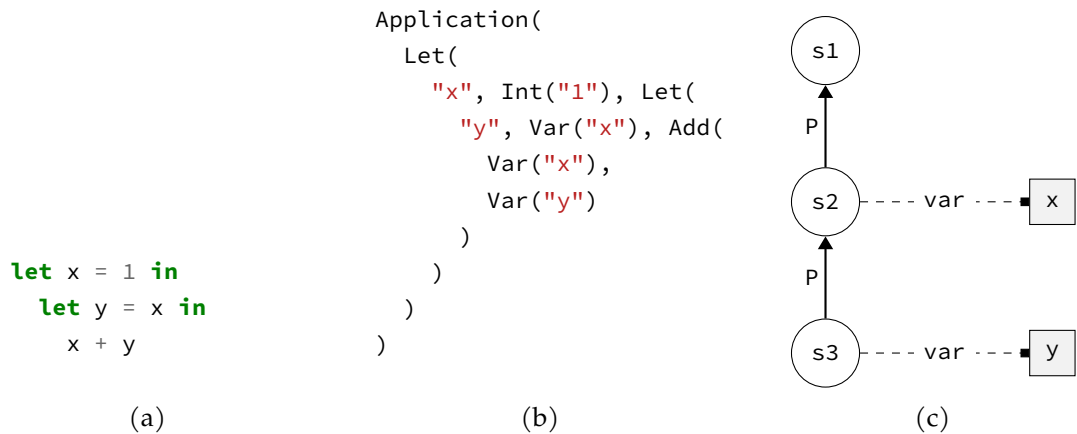 let x = 1 in
  let y = x in
    x + y
(a)
Application(
  Let(
    "x", Int("1"), Let(
      "y", Var("x"), Add(
        Var("x"),
        Var("y")
      )
    )
  )
)
(b)
s1
P
s2 var x
P
s3 var y
(c)